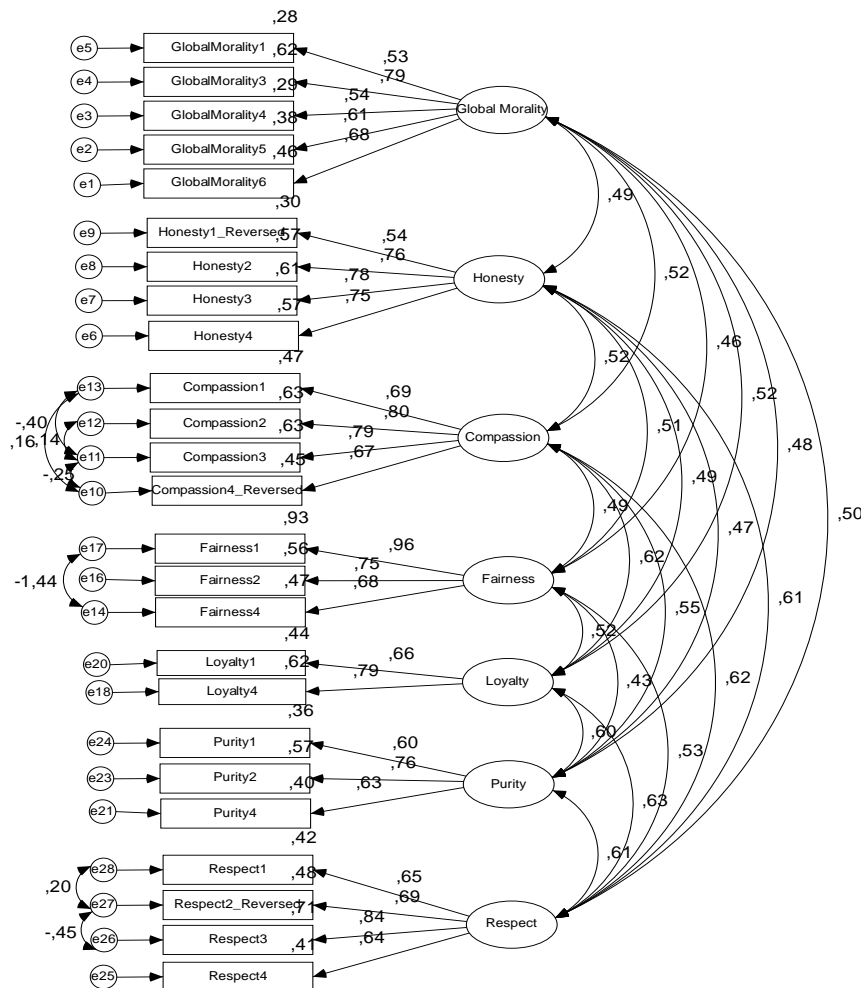 ,28
e5 GlobalMorality1 ,62 ,53
e4 GlobalMorality3 ,29 ,79
e3 GlobalMorality4 ,38 ,54 Global Morality
e2 GlobalMorality5 ,46 ,61
e1 GlobalMorality6 ,68
,30 ,49
e9 Honesty1_Reversed ,57 ,54
e8 Honesty2 ,61 ,76 Honesty ,52
e7 Honesty3 ,57 ,78
e6 Honesty4 ,75 ,46
,47 ,52 ,52
e13 Compassion1 ,63 ,69
-,40 e12 Compassion2 ,63 ,80 ,51
,16 ,14 e11 Compassion3 ,45 ,79 Compassion ,48
-,25 e10 Compassion4_Reversed ,67 ,49
,93 ,49 ,47 ,50
e17 Fairness1 ,56 ,96 ,62
-1,44 e16 Fairness2 ,47 ,75 Fairness
e14 Fairness4 ,68 ,55 ,61
,44 ,52
e20 Loyalty1 ,62 ,66 ,62
e18 Loyalty4 ,79 Loyalty ,43
,36
e24 Purity1 ,57 ,60 ,60 ,53
e23 Purity2 ,40 ,76 Purity
e21 Purity4 ,63 ,63
,42 ,61
e28 Respect1 ,48 ,65
,20 e27 Respect2_Reversed ,71 ,69
-,45 e26 Respect3 ,41 ,84 Respect
e25 Respect4 ,64